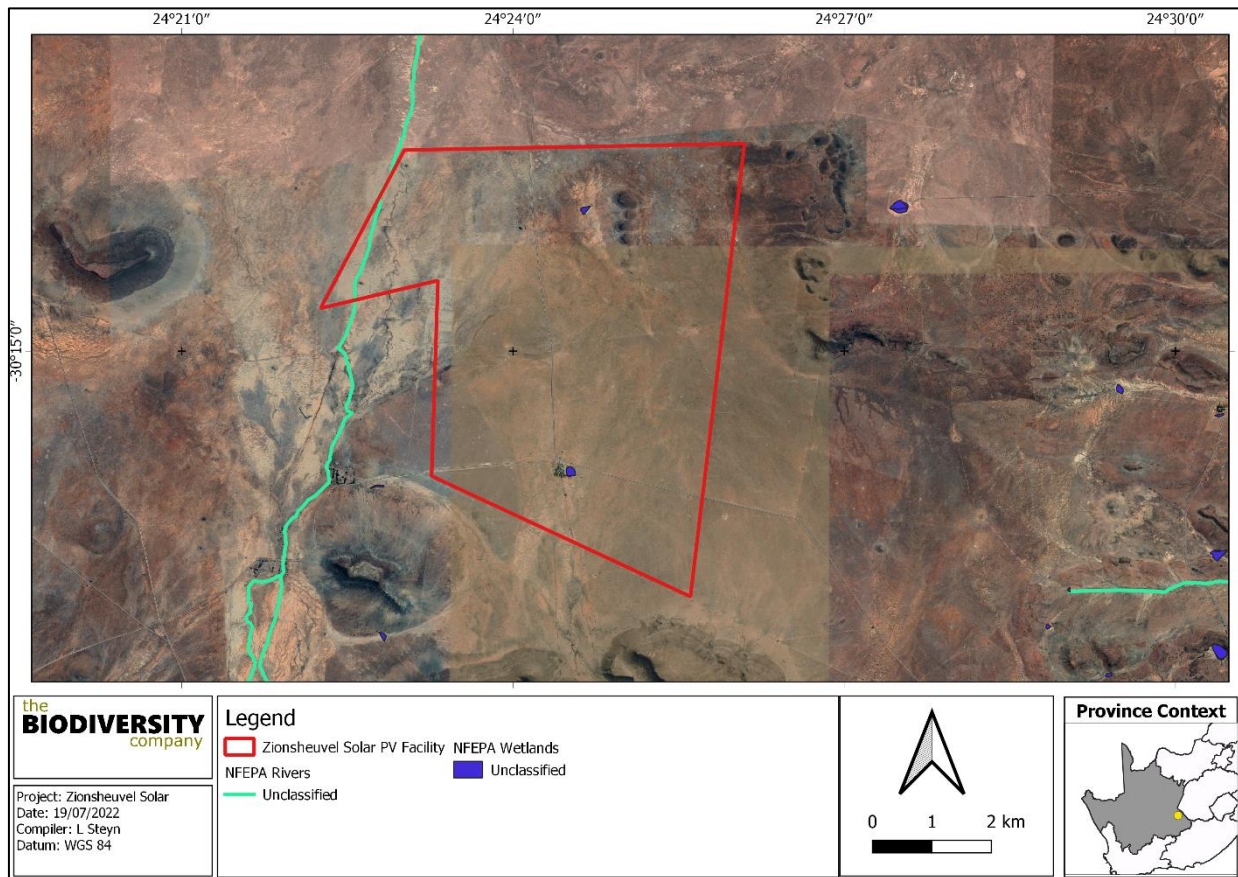 24°21′0″ 24°24′0″ 24°27′0″ 24°30′0″
-30°15′0″
the
BIODIVERSITY
company
Project: Zionsheuvel Solar
Date: 19/07/2022
Compiler: L Steyn
Datum: WGS 84
Legend
Zionsheuvel Solar PV Facility
NFEPA Rivers
Unclassified
NFEPA Wetlands
Unclassified
0 1 2 km
Province Context